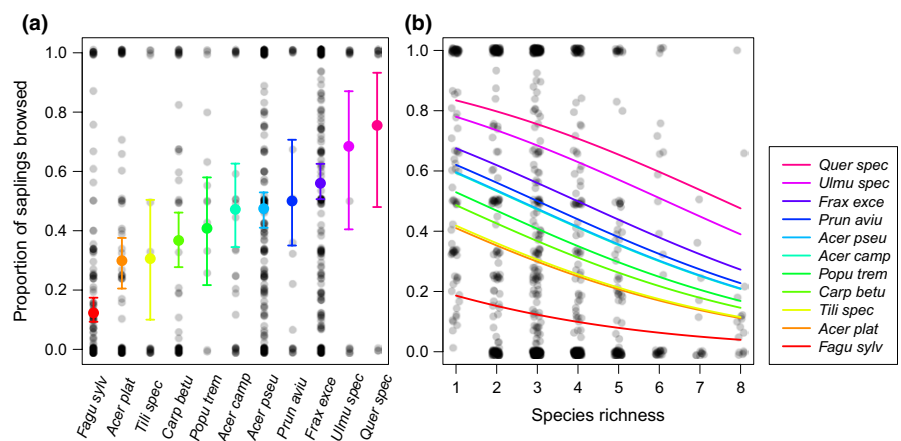 (a)
(b)
Proportion of saplings browsed
1.0
0.8
0.6
0.4
0.2
0.0
Fagu sylv
Acer plat
Tili spec
Carp betu
Popu trem
Acer camp
Acer pseu
Prun aviu
Frax exce
Ulmu spec
Quer spec
1.0
0.8
0.6
0.4
0.2
0.0
1 2 3 4 5 6 7 8
Species richness
Quer spec
Ulmu spec
Frax exce
Prun aviu
Acer pseu
Acer camp
Popu trem
Carp betu
Tili spec
Acer plat
Fagu sylv